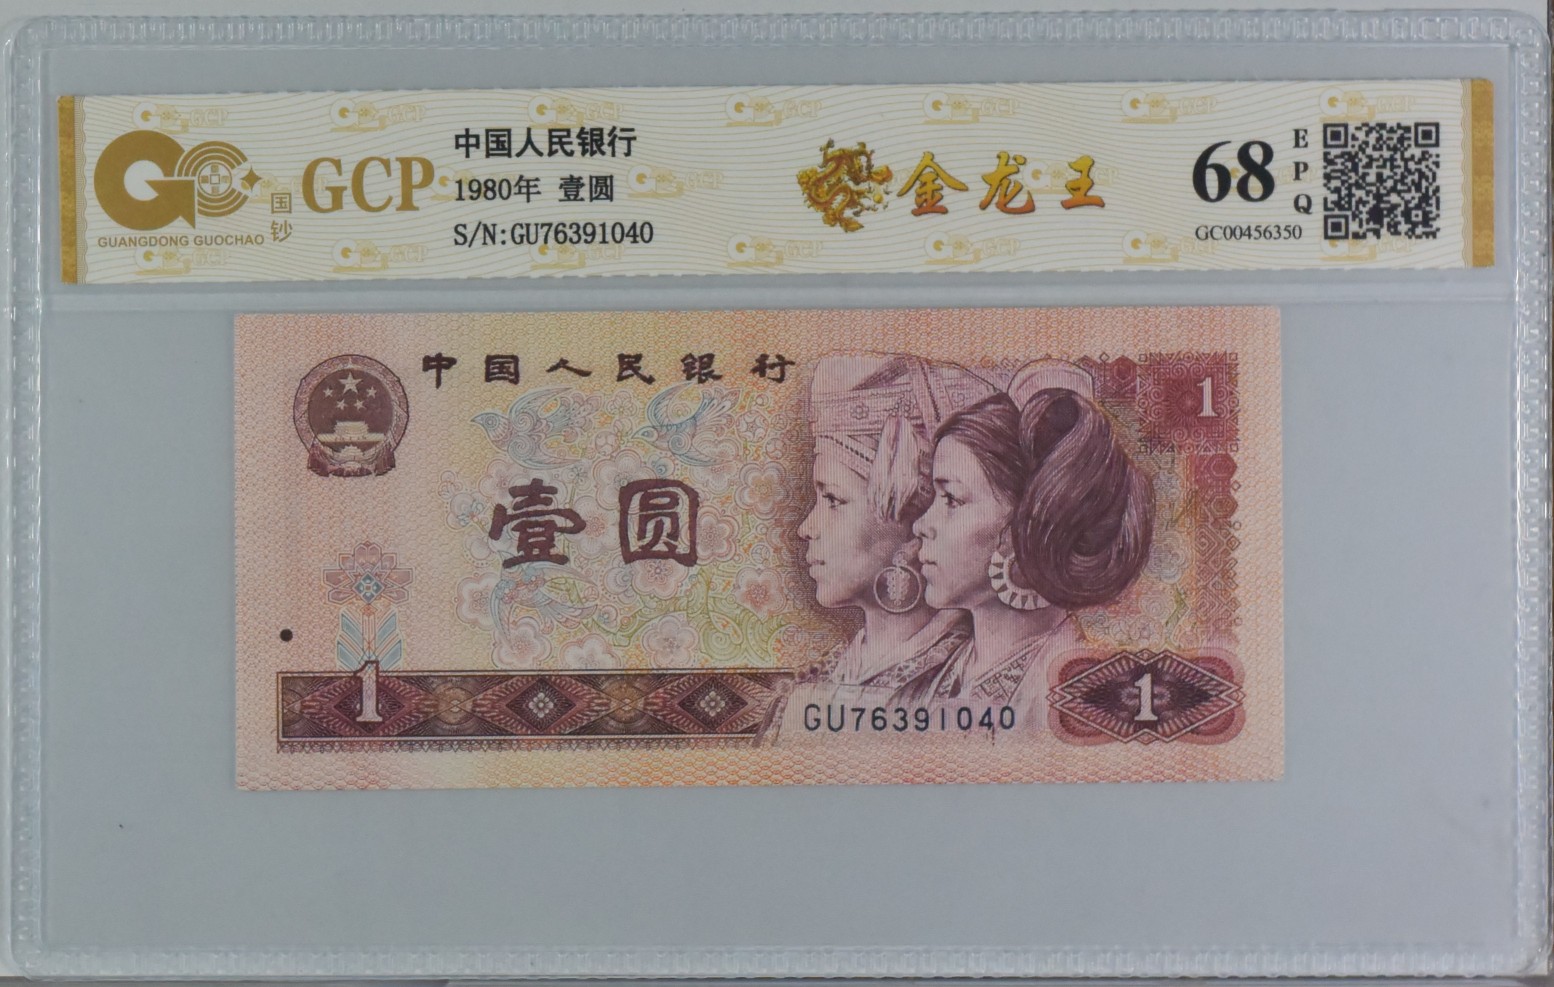 GCP
国钞
GUANGDONG GUOCHAO
中国人民银行
1980年 壹圆
S/N:GU76391040
金龙王
68
EPQ
GC00456350
中国人民银行
1
壹圆
1
GU76391040
1